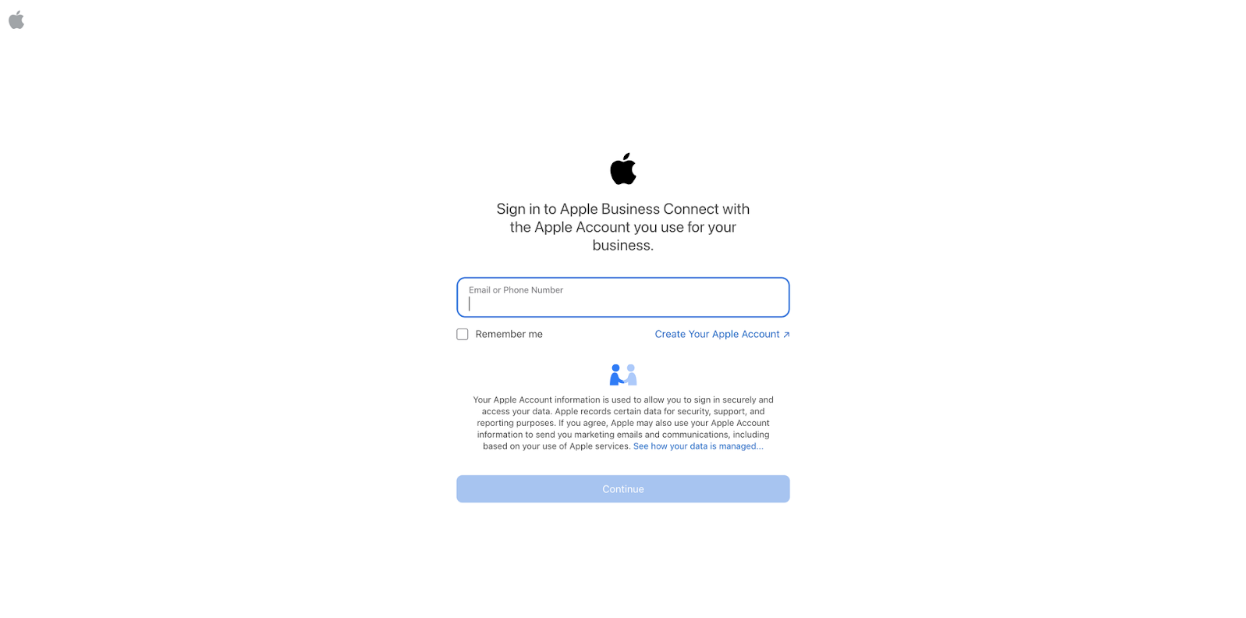 Sign in to Apple Business Connect with
the Apple Account you use for your
business.
Email or Phone Number
Remember me
Create Your Apple Account ↗
Your Apple Account information is used to allow you to sign in securely and
access your data. Apple records certain data for security, support, and
reporting purposes. If you agree, Apple may also use your Apple Account
information to send you marketing emails and communications, including
based on your use of Apple services. See how your data is managed...
Continue